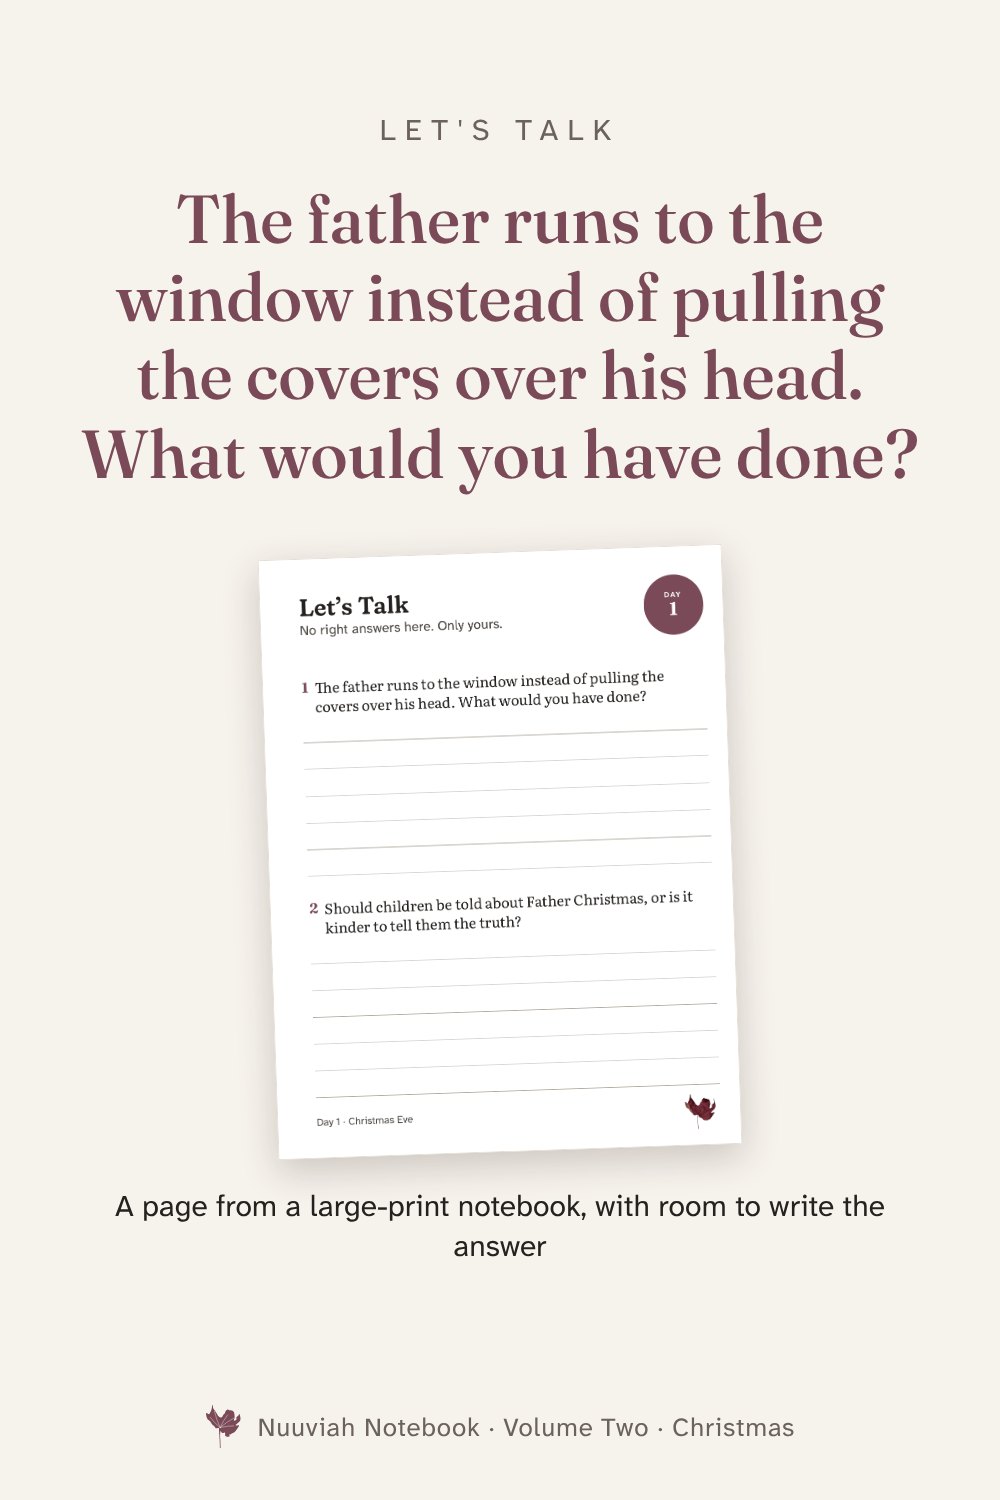 LET'S TALK
The father runs to the
window instead of pulling
the covers over his head.
What would you have done?
Let’s Talk
No right answers here. Only yours.
DAY
1
1 The father runs to the window instead of pulling the
covers over his head. What would you have done?
2 Should children be told about Father Christmas, or is it
kinder to tell them the truth?
Day 1 · Christmas Eve
A page from a large-print notebook, with room to write the
answer
Nuuviah Notebook · Volume Two · Christmas